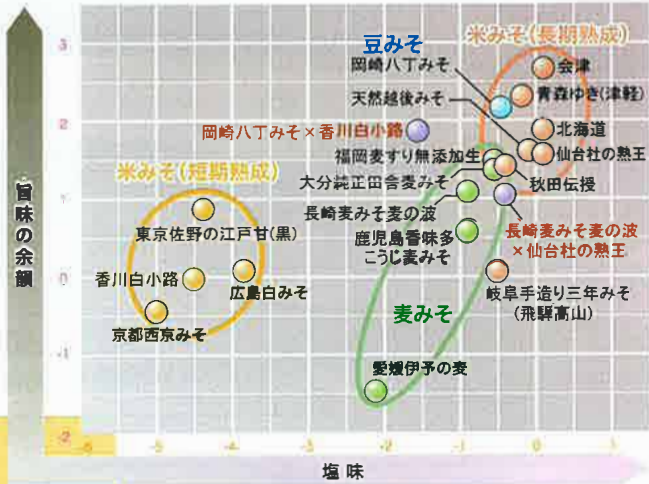 3
2
1
0
-1
-2
-6
-5
-4
-3
-2
-1
0
1
旨味の余韻
塩味
豆みそ
米みそ(長期熟成)
岡崎八丁みそ
会津
青森ゆき(津軽)
天然越後みそ
北海道
岡崎八丁みそ×香川白小路
仙台社の熟王
福岡麦すり無添加生
米みそ(短期熟成)
大分純正田舎麦みそ
秋田伝授
長崎麦みそ麦の波
長崎麦みそ麦の波
×仙台社の熟王
東京佐野の江戸甘(黒)
鹿児島香味多
こうじ麦みそ
香川白小路
広島白みそ
岐阜手造り三年みそ
(飛騨高山)
麦みそ
京都西京みそ
愛媛伊予の麦